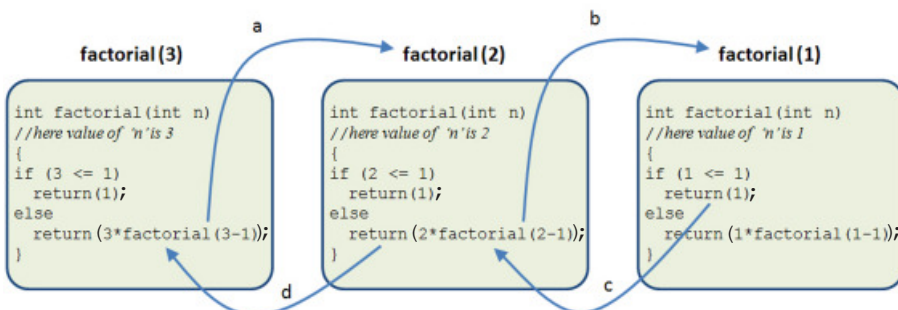 a
b
factorial(3)
factorial(2)
factorial(1)
int factorial(int n)
//here value of 'n' is 3
{
if (3 <= 1)
return(1);
else
return(3*factorial(3-1));
}
int factorial(int n)
//here value of 'n' is 2
{
if (2 <= 1)
return(1);
else
return(2*factorial(2-1));
}
int factorial(int n)
//here value of 'n' is 1
{
if (1 <= 1)
return(1);
else
return(1*factorial(1-1));
}
d
c